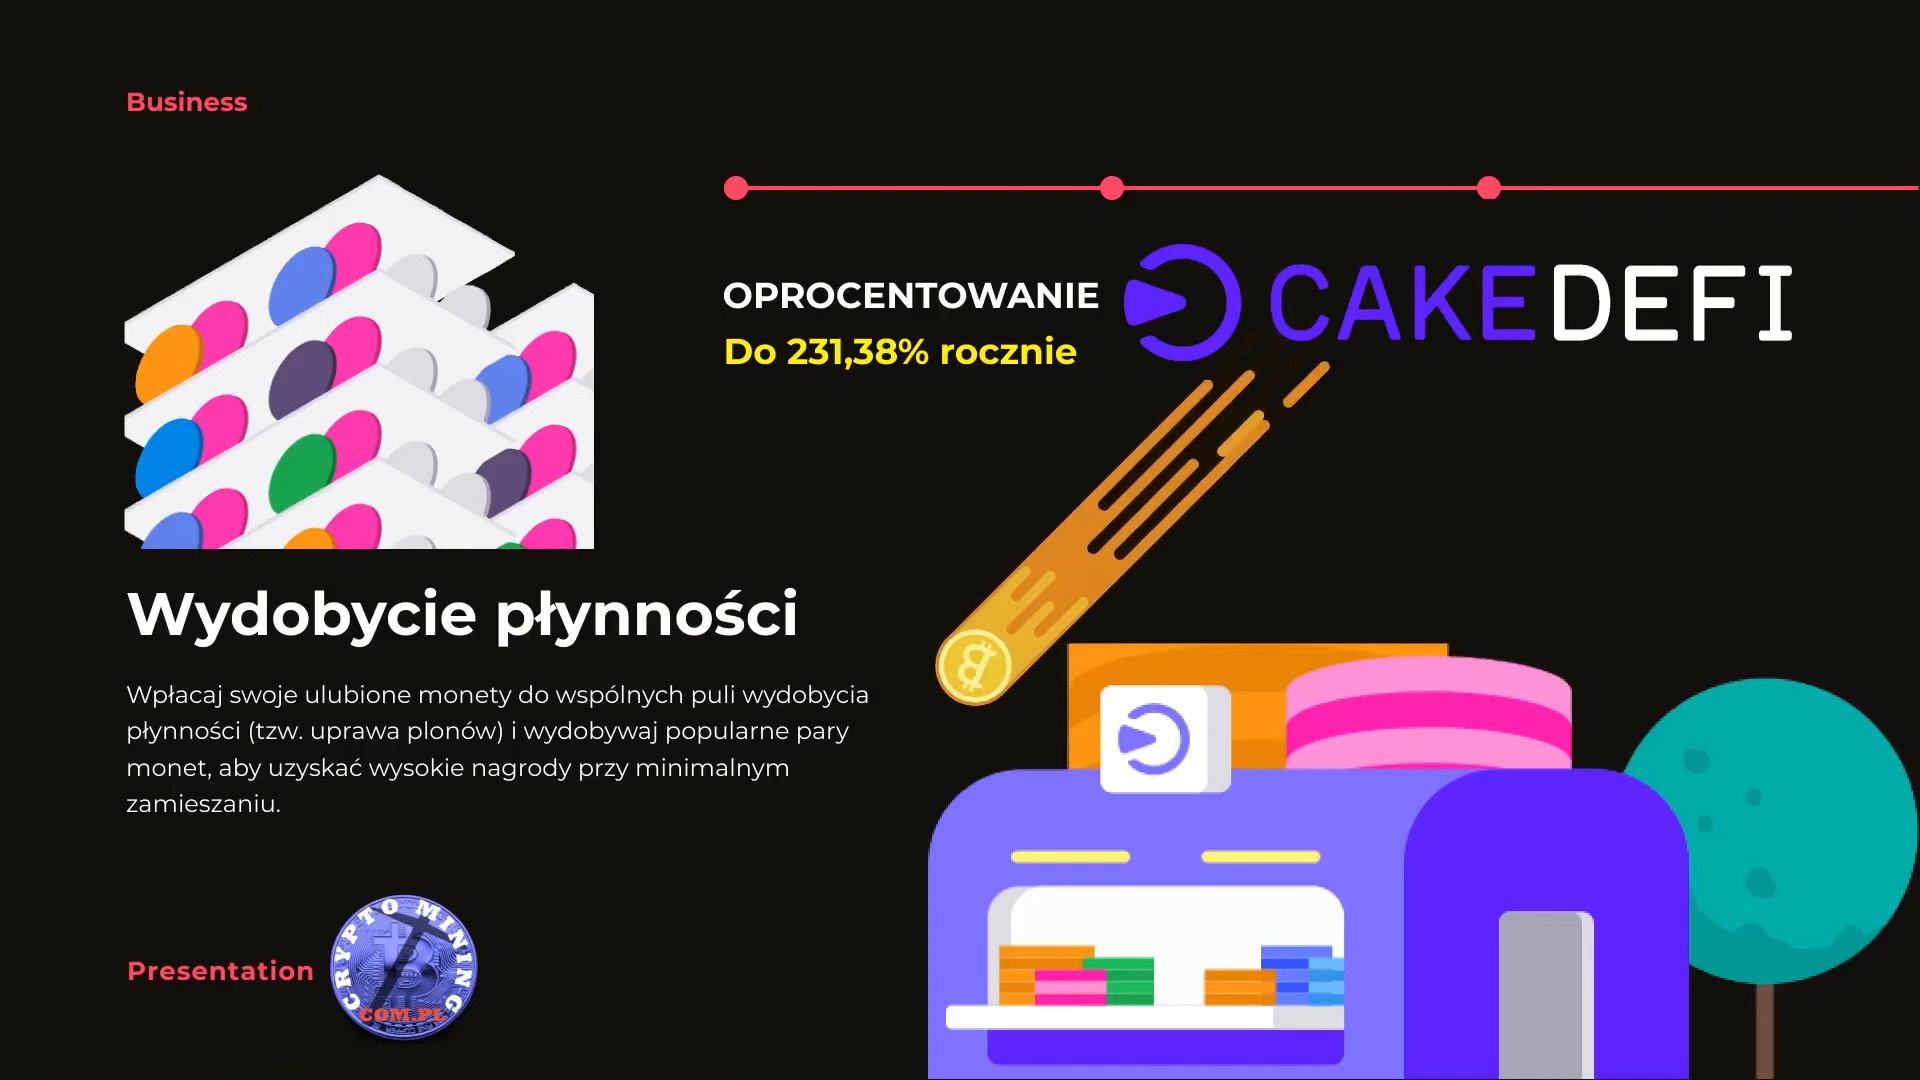 Business
OPROCENTOWANIE
Do 231,38% rocznie
CAKEDEFI
Wydobycie płynności
Wpłacaj swoje ulubione monety do wspólnych puli wydobycia
płynności (tzw. uprawa plonów) i wydobywaj popularne pary
monet, aby uzyskać wysokie nagrody przy minimalnym
zamieszaniu.
Presentation
CRYPTO MINING
COM.PL